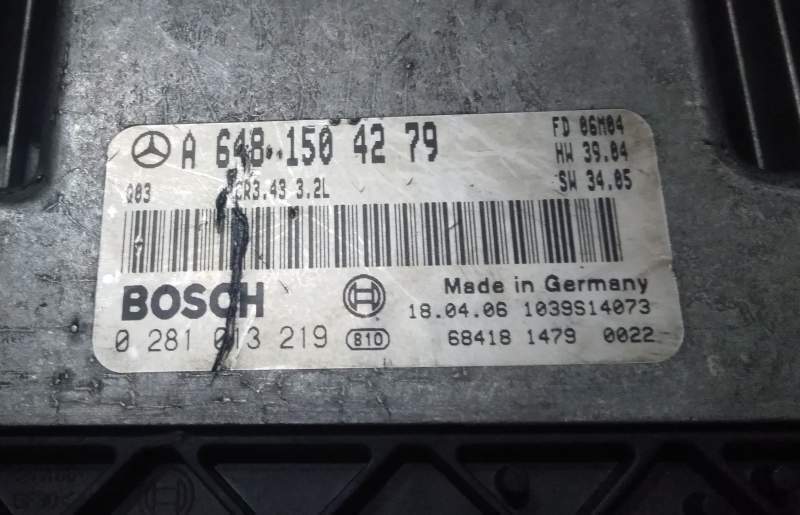 A 648 150 42 79
FD 06M04
HW 39.04
SW 34.05
Q03 CR3.43 3.2L
BOSCH
Made in Germany
18.04.06 1039S14073
0 281 013 219 810
68418 1479 0022